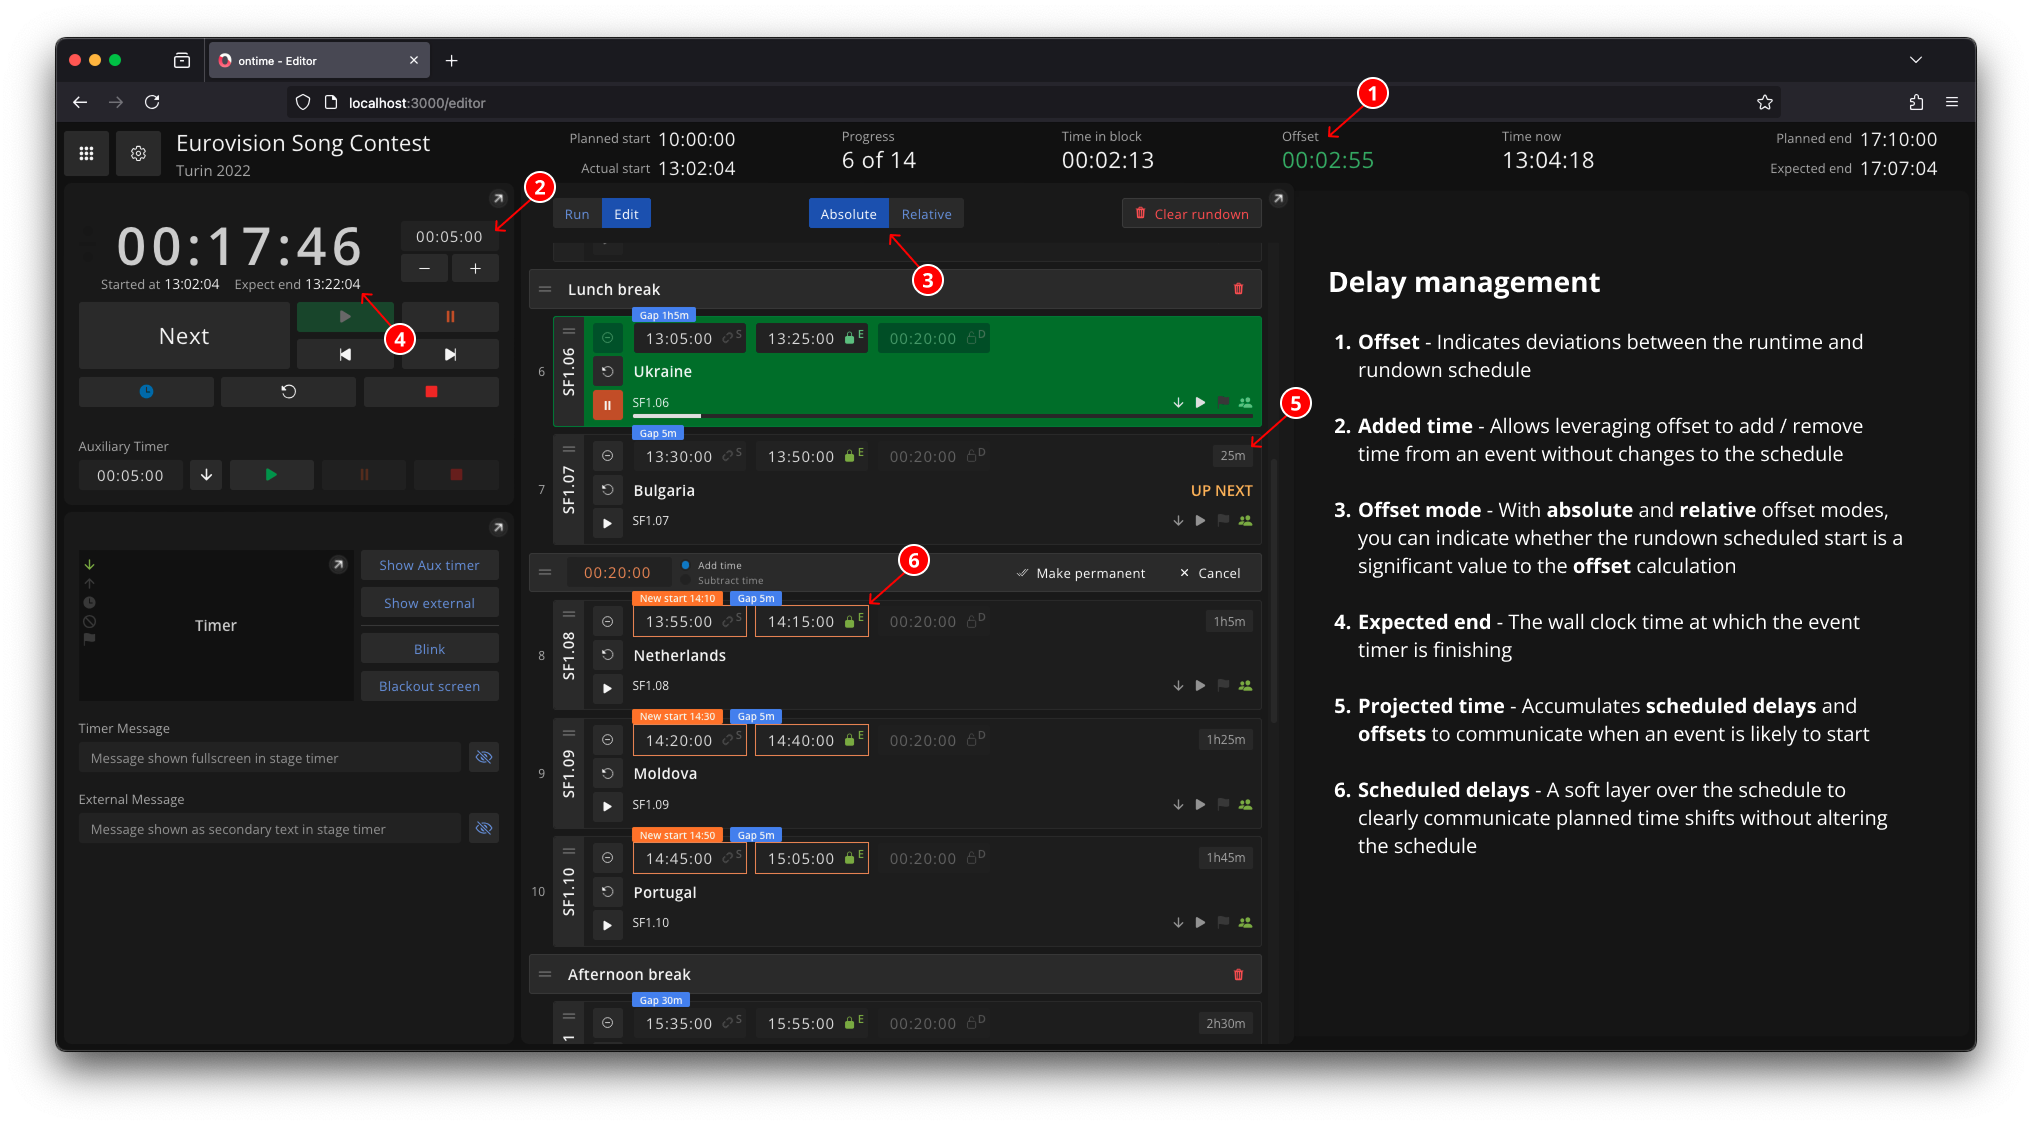 ontime - Editor
localhost:3000/editor
1
Eurovision Song Contest
Turin 2022
Planned start 10:00:00
Actual start 13:02:04
Progress
6 of 14
Time in block
00:02:13
Offset
00:02:55
Time now
13:04:18
Planned end 17:10:00
Expected end 17:07:04
2
00:17:46
00:05:00
Started at 13:02:04 Expect end 13:22:04
4
Next
Auxiliary Timer
00:05:00
Timer
Show Aux timer
Show external
Blink
Blackout screen
Timer Message
Message shown fullscreen in stage timer
External Message
Message shown as secondary text in stage timer
Run Edit
Absolute Relative
Clear rundown
3
Lunch break
Gap 1h5m
6
SF1.06
13:05:00 S 13:25:00 E 00:20:00 D
Ukraine
SF1.06
5
Gap 5m
7
SF1.07
13:30:00 S 13:50:00 E 00:20:00 D
25m
Bulgaria
UP NEXT
SF1.07
6
00:20:00
Add time
Subtract time
Make permanent
Cancel
New start 14:10 Gap 5m
8
SF1.08
13:55:00 S 14:15:00 E 00:20:00 D
1h5m
Netherlands
SF1.08
New start 14:30 Gap 5m
9
SF1.09
14:20:00 S 14:40:00 E 00:20:00 D
1h25m
Moldova
SF1.09
New start 14:50 Gap 5m
10
SF1.10
14:45:00 S 15:05:00 E 00:20:00 D
1h45m
Portugal
SF1.10
Afternoon break
Gap 30m
1
15:35:00 S 15:55:00 E 00:20:00 D
2h30m
Delay management
1. Offset - Indicates deviations between the runtime and
rundown schedule
2. Added time - Allows leveraging offset to add / remove
time from an event without changes to the schedule
3. Offset mode - With absolute and relative offset modes,
you can indicate whether the rundown scheduled start is a
significant value to the offset calculation
4. Expected end - The wall clock time at which the event
timer is finishing
5. Projected time - Accumulates scheduled delays and
offsets to communicate when an event is likely to start
6. Scheduled delays - A soft layer over the schedule to
clearly communicate planned time shifts without altering
the schedule